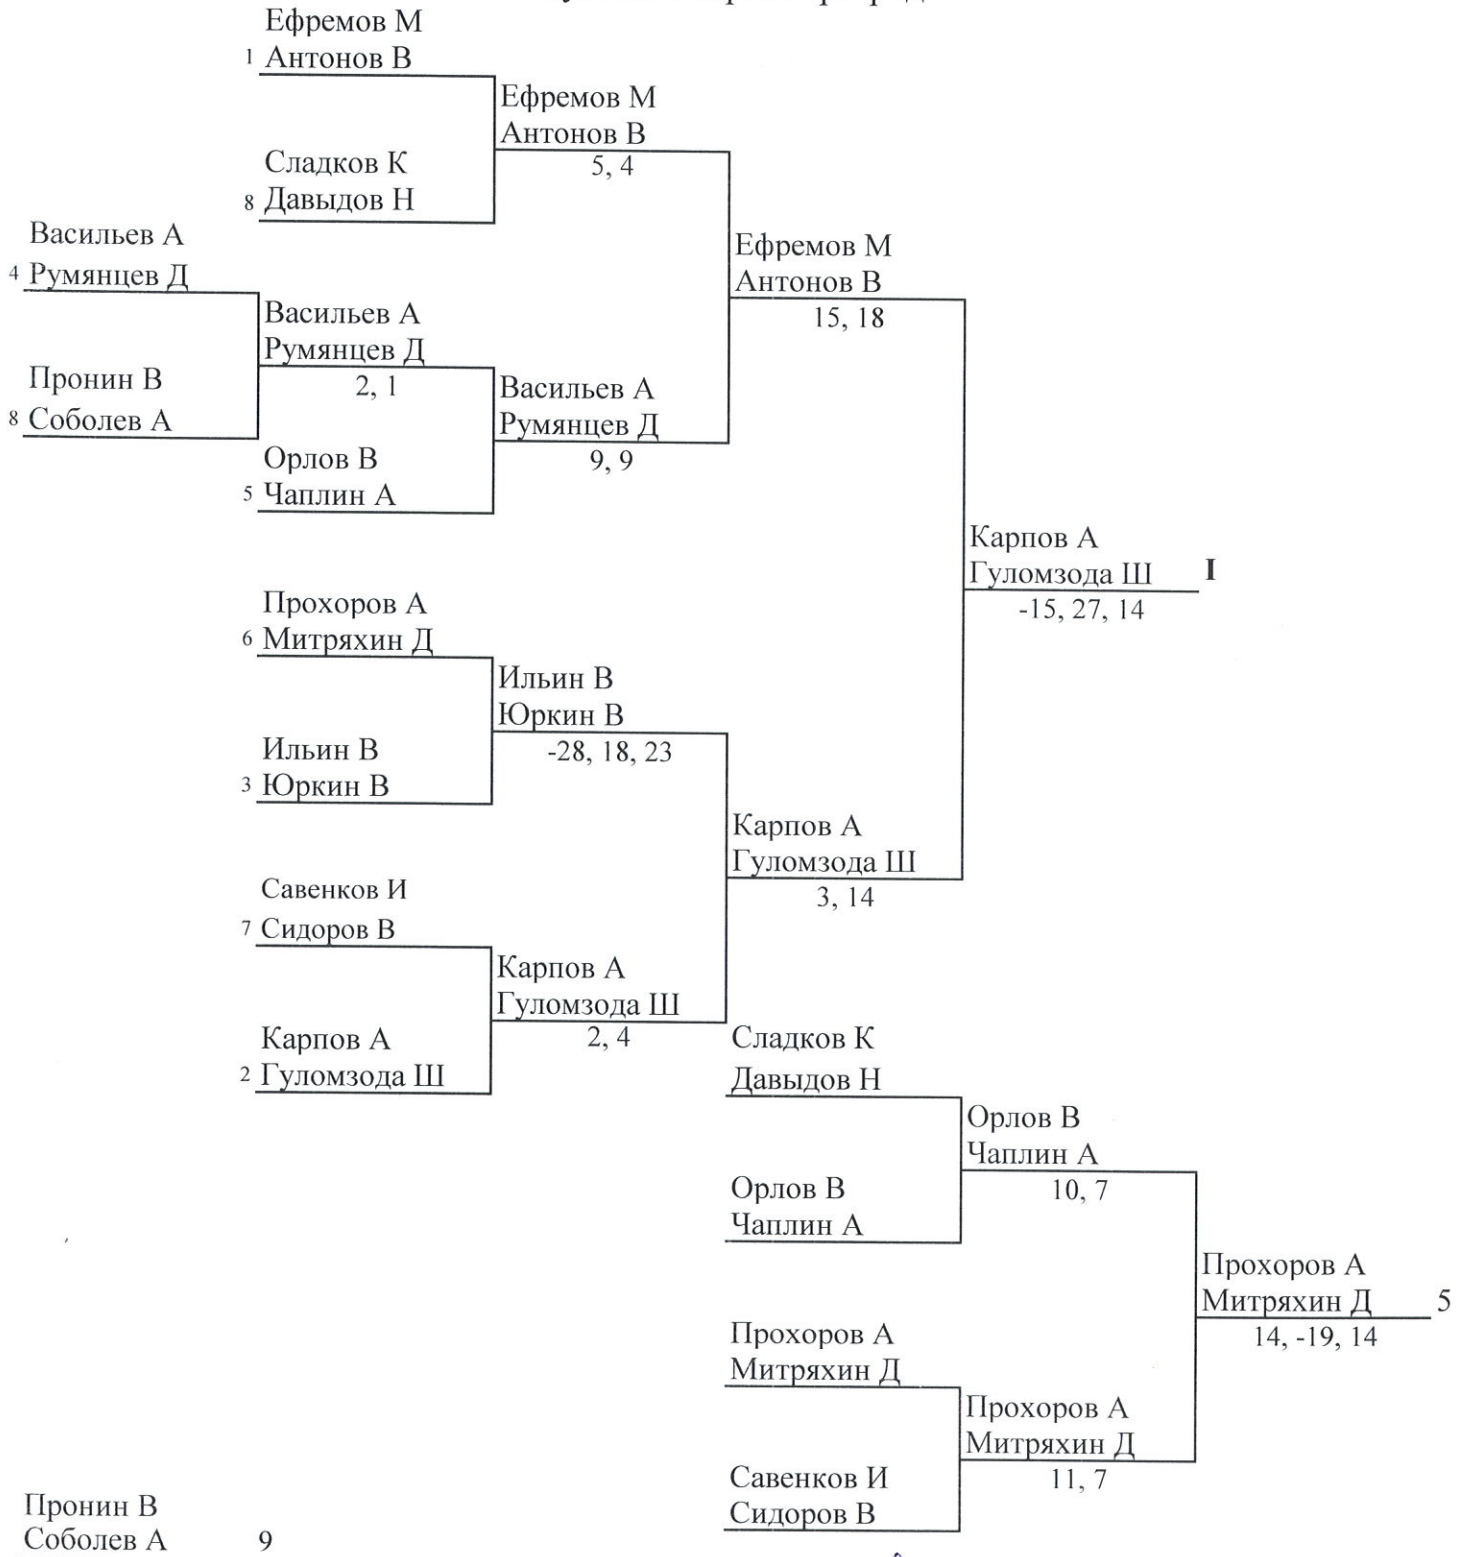 Ефремов М
1 Антонов В
Ефремов М
Антонов В
5, 4
Сладков К
8 Давыдов Н
Васильев А
4 Румянцев Д
Ефремов М
Антонов В
15, 18
Васильев А
Румянцев Д
2, 1
Пронин В
8 Соболев А
Васильев А
Румянцев Д
9, 9
Орлов В
5 Чаплин А
Карпов А
Гуломзода Ш I
-15, 27, 14
Прохоров А
6 Митряхин Д
Ильин В
Юркин В
-28, 18, 23
Ильин В
3 Юркин В
Карпов А
Гуломзода Ш
3, 14
Савенков И
7 Сидоров В
Карпов А
Гуломзода Ш
2, 4
Карпов А
2 Гуломзода Ш
Сладков К
Давыдов Н
Орлов В
Чаплин А
10, 7
Орлов В
Чаплин А
Прохоров А
Митряхин Д 5
14, -19, 14
Прохоров А
Митряхин Д
Прохоров А
Митряхин Д
11, 7
Савенков И
Сидоров В
Пронин В
Соболев А 9